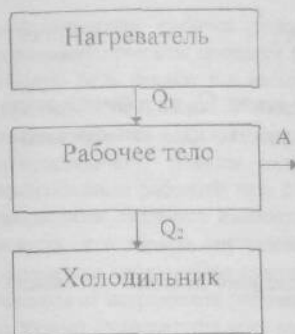 Нагреватель
Q₁
Рабочее тело
A
Q₂
Холодильник